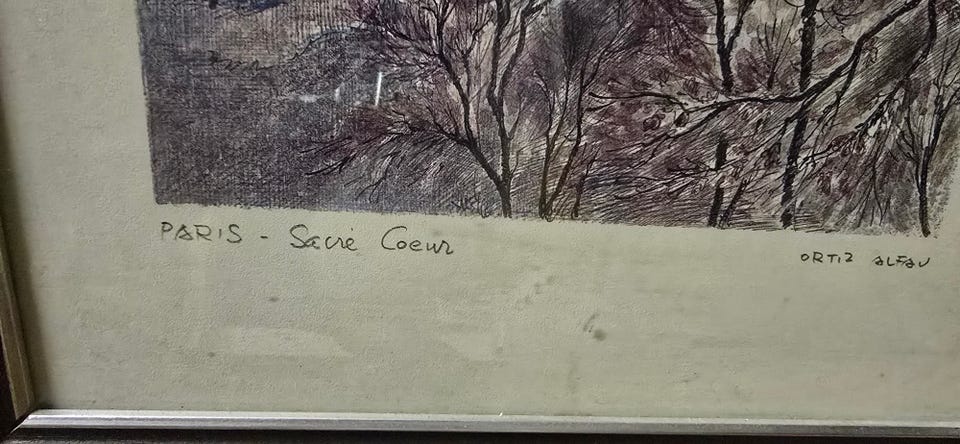 PARIS - Sacré Coeur
ORTIZ ALFAU